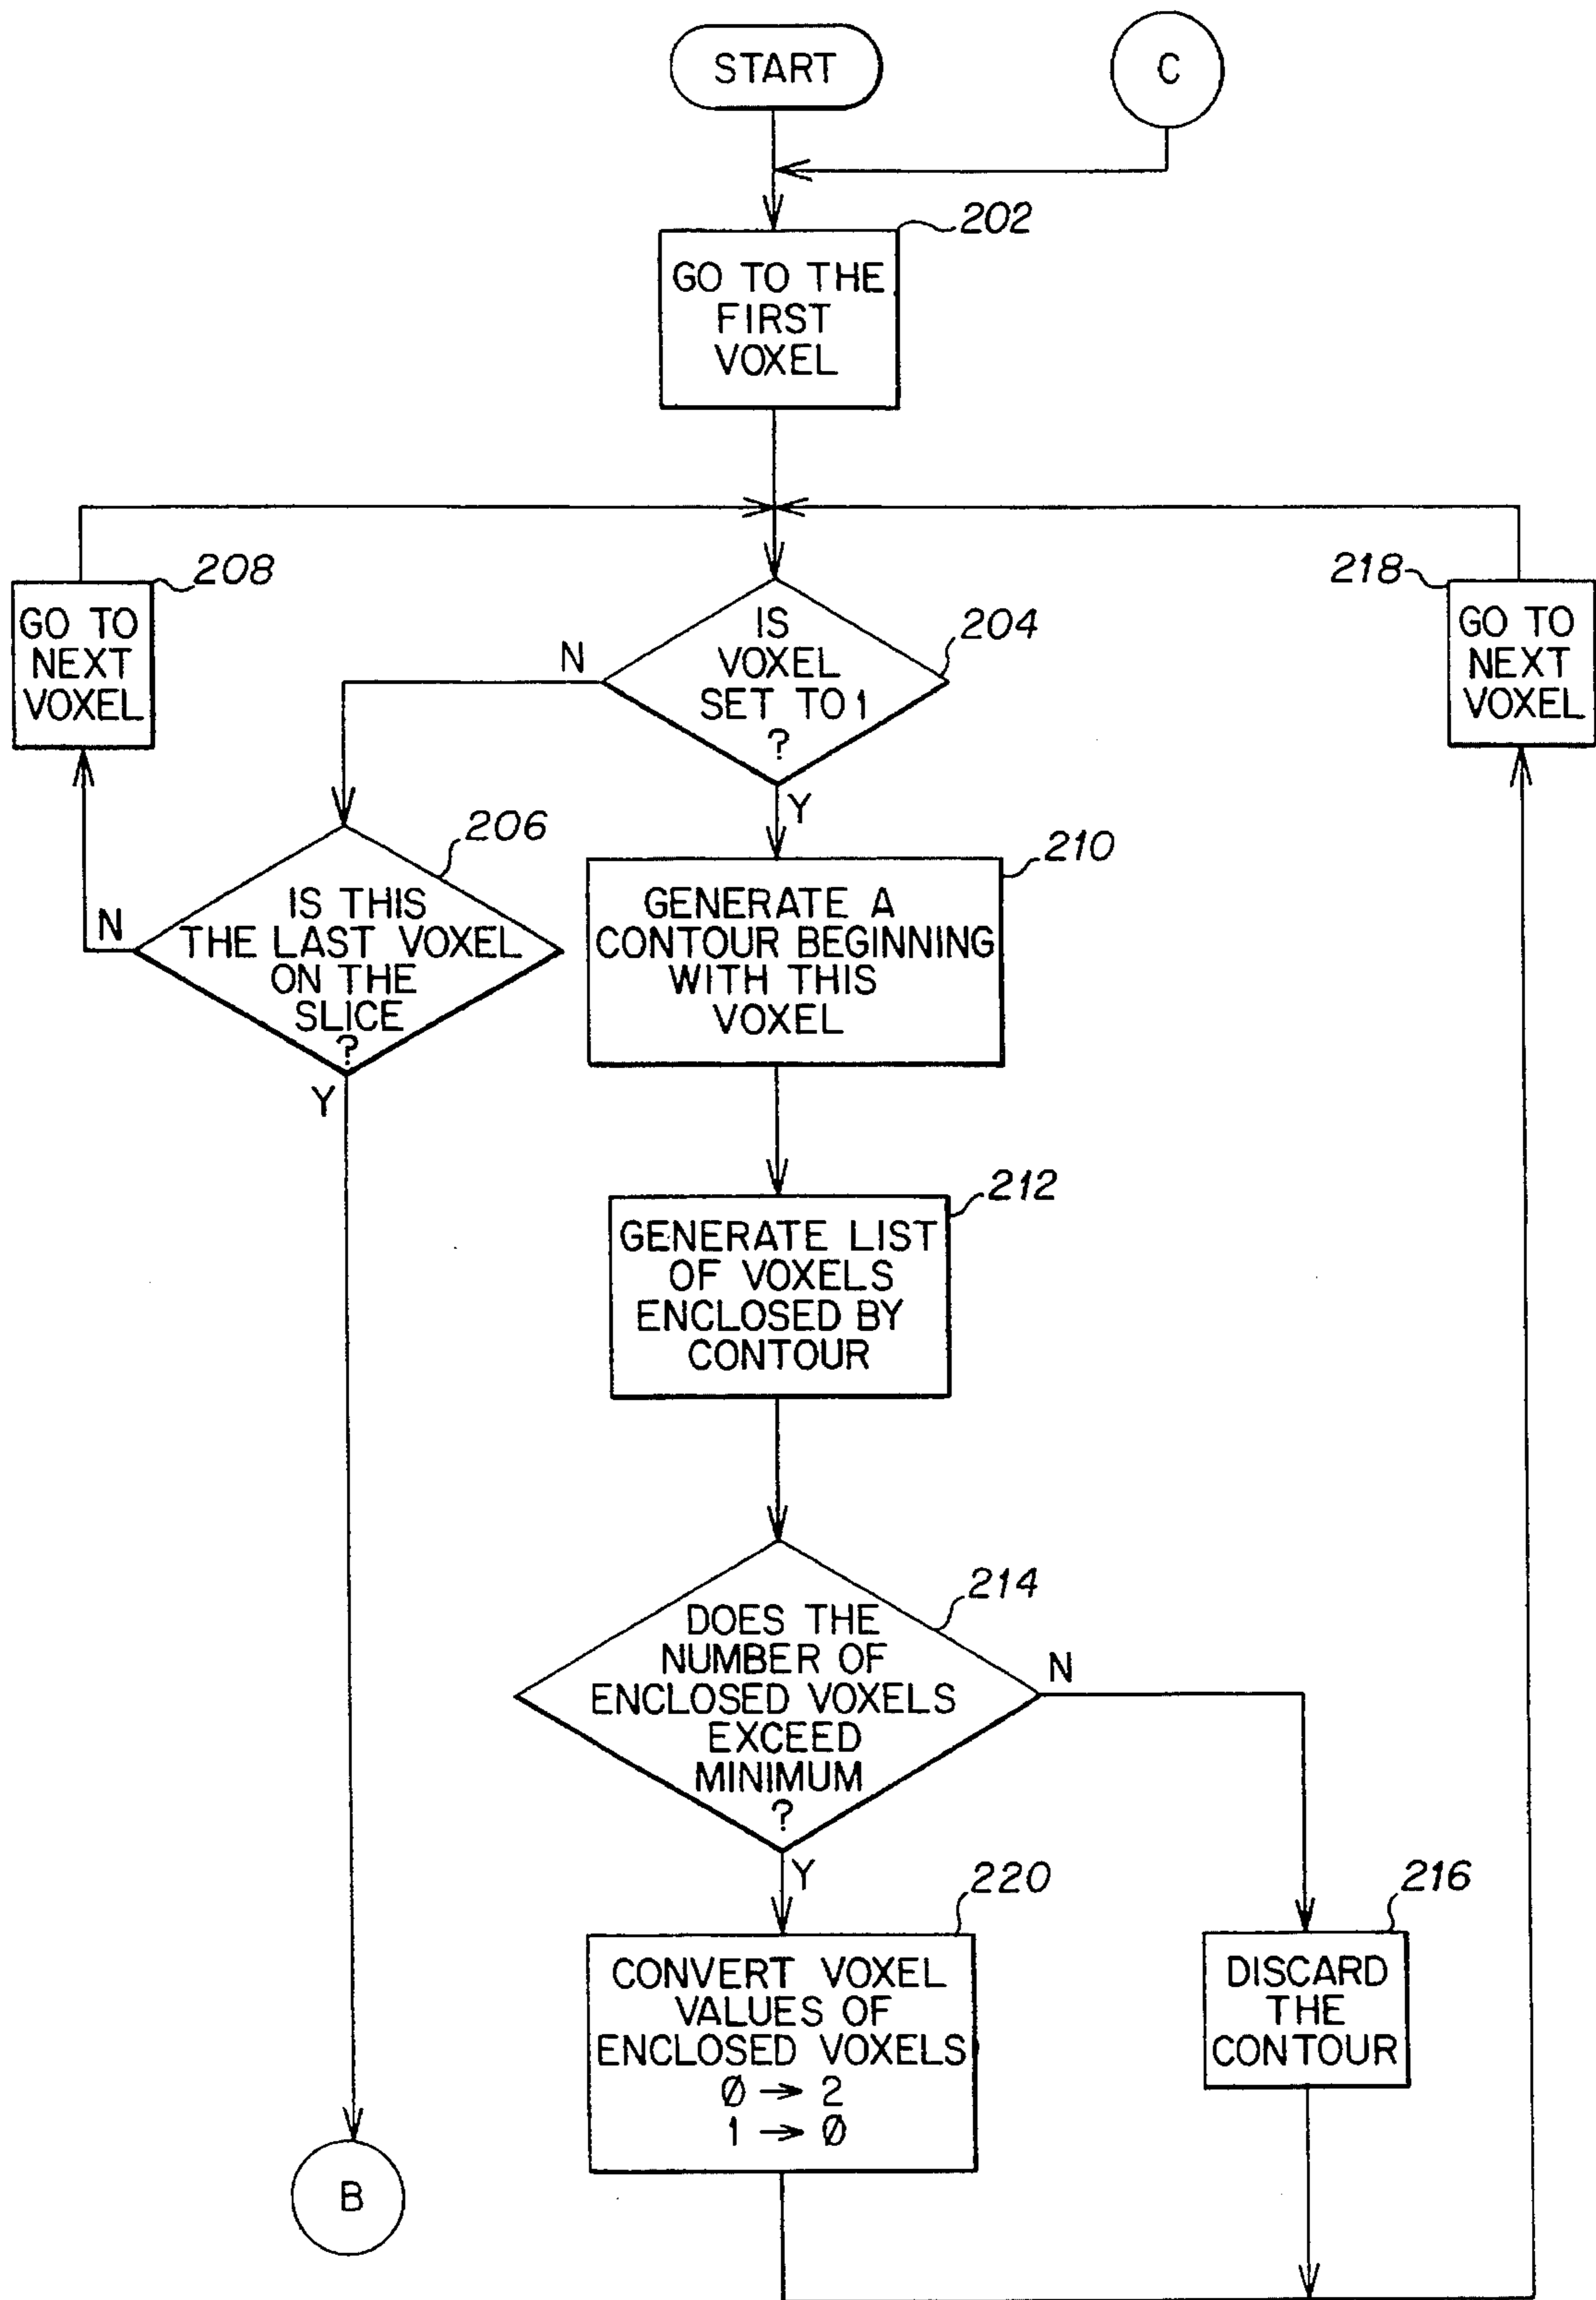 START
C
202
GO TO THE
FIRST
VOXEL
208
GO TO
NEXT
VOXEL
218
GO TO
NEXT
VOXEL
204
IS
VOXEL
SET TO 1
?
N
Y
206
IS THIS
THE LAST VOXEL
ON THE
SLICE
?
N
Y
210
GENERATE A
CONTOUR BEGINNING
WITH THIS
VOXEL
212
GENERATE LIST
OF VOXELS
ENCLOSED BY
CONTOUR
214
DOES THE
NUMBER OF
ENCLOSED VOXELS
EXCEED
MINIMUM
?
N
Y
220
CONVERT VOXEL
VALUES OF
ENCLOSED VOXELS
Ø → 2
1 → Ø
216
DISCARD
THE
CONTOUR
B